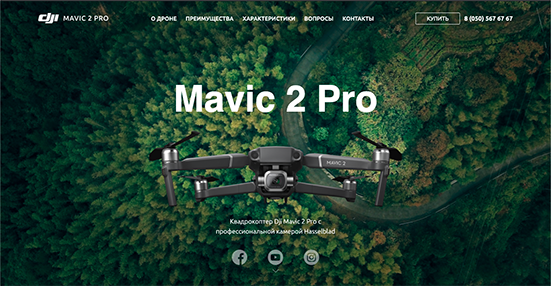 dji MAVIC 2 PRO
О ДРОНЕ ПРЕИМУЩЕСТВА ХАРАКТЕРИСТИКИ ВОПРОСЫ КОНТАКТЫ
КУПИТЬ 8 (050) 567 67 67
Mavic 2 Pro
MAVIC 2
Квадрокоптер Dji Mavic 2 Pro с
профессиональной камерой Hasselblad